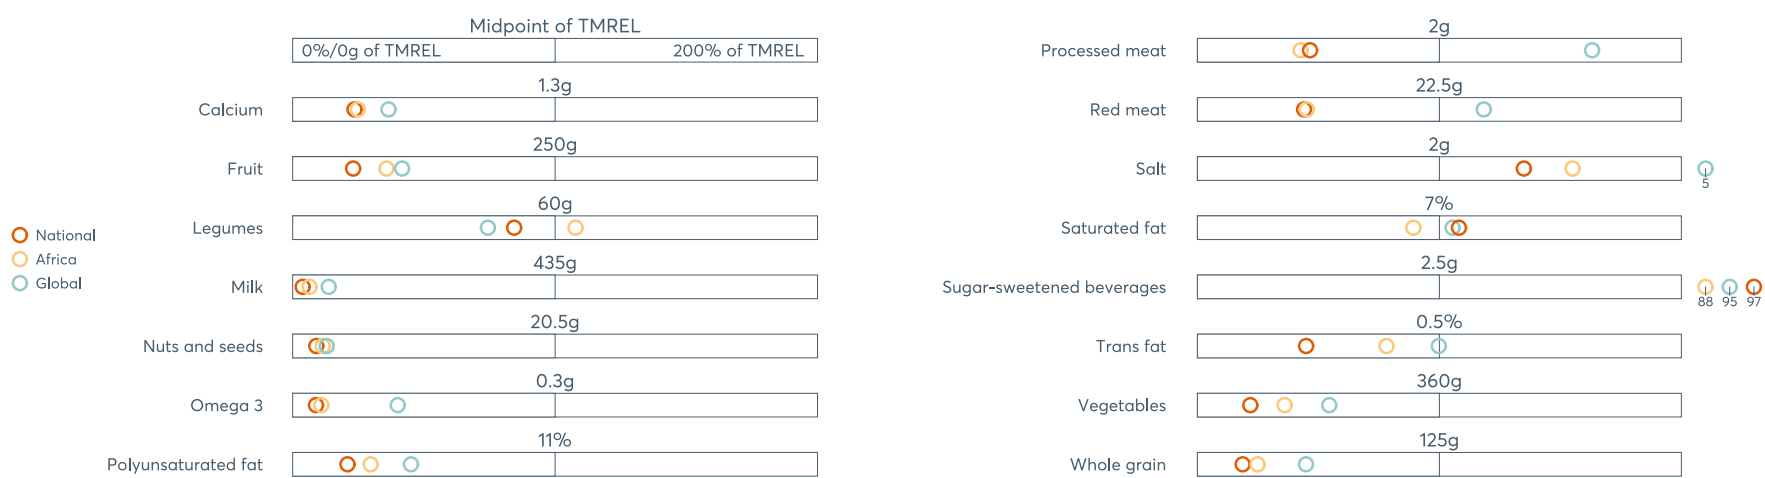 Midpoint of TMREL
0%/0g of TMREL 200% of TMREL
1.3g
Calcium
250g
Fruit
60g
Legumes
435g
Milk
20.5g
Nuts and seeds
0.3g
Omega 3
11%
Polyunsaturated fat
National
Africa
Global
2g
Processed meat
22.5g
Red meat
2g
Salt
5
7%
Saturated fat
2.5g
Sugar-sweetened beverages
88 95 97
0.5%
Trans fat
360g
Vegetables
125g
Whole grain